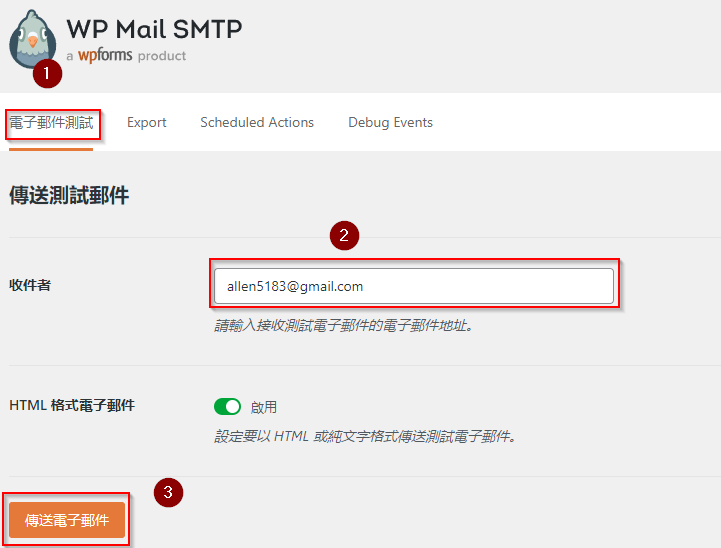 WP Mail SMTP
a wpforms product
1
電子郵件測試 Export Scheduled Actions Debug Events
傳送測試郵件
2
收件者 allen5183@gmail.com
請輸入接收測試電子郵件的電子郵件地址。
HTML 格式電子郵件 啟用
設定要以 HTML 或純文字格式傳送測試電子郵件。
3
傳送電子郵件